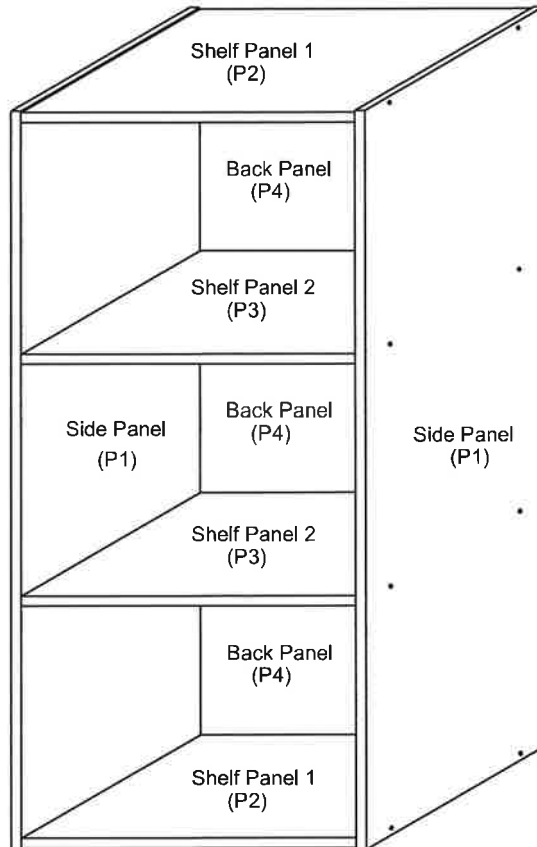 Shelf Panel 1
(P2)
Back Panel
(P4)
Shelf Panel 2
(P3)
Side Panel
(P1)
Back Panel
(P4)
Side Panel
(P1)
Shelf Panel 2
(P3)
Back Panel
(P4)
Shelf Panel 1
(P2)